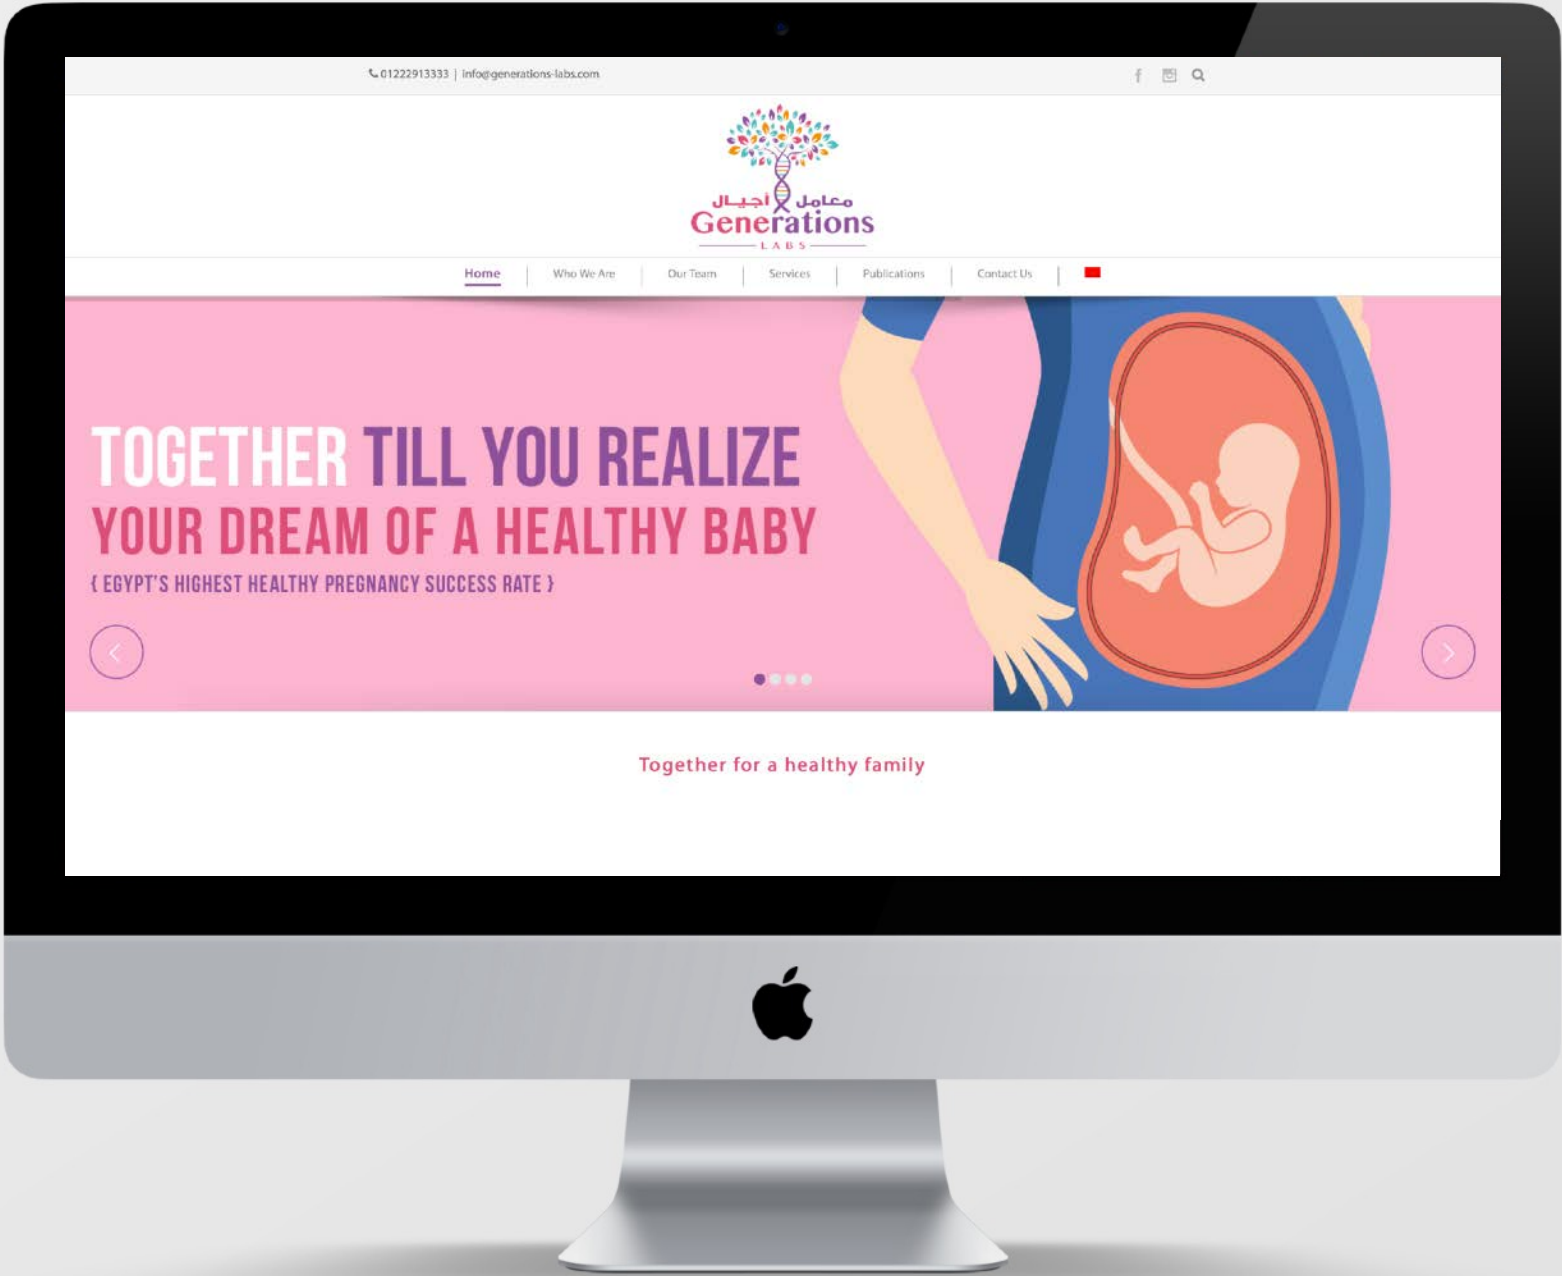 01222913333 | info@generations-labs.com
معامل أجيال
Generations
LABS
Home | Who We Are | Our Team | Services | Publications | Contact Us |
TOGETHER TILL YOU REALIZE
YOUR DREAM OF A HEALTHY BABY
{ EGYPT'S HIGHEST HEALTHY PREGNANCY SUCCESS RATE }
Together for a healthy family